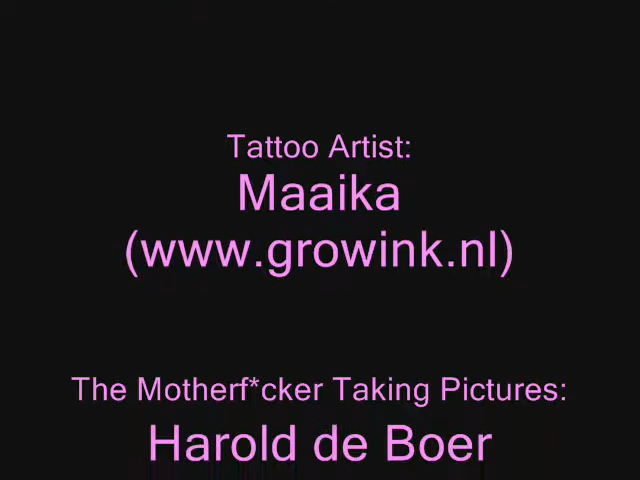 Tattoo Artist:
Maaika
(www.growink.nl)
The Motherf*cker Taking Pictures:
Harold de Boer